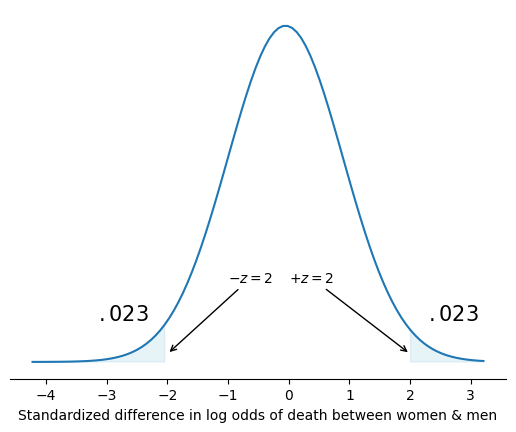 −z = 2 +z = 2
.023 .023
−4 −3 −2 −1 0 1 2 3
Standardized difference in log odds of death between women & men